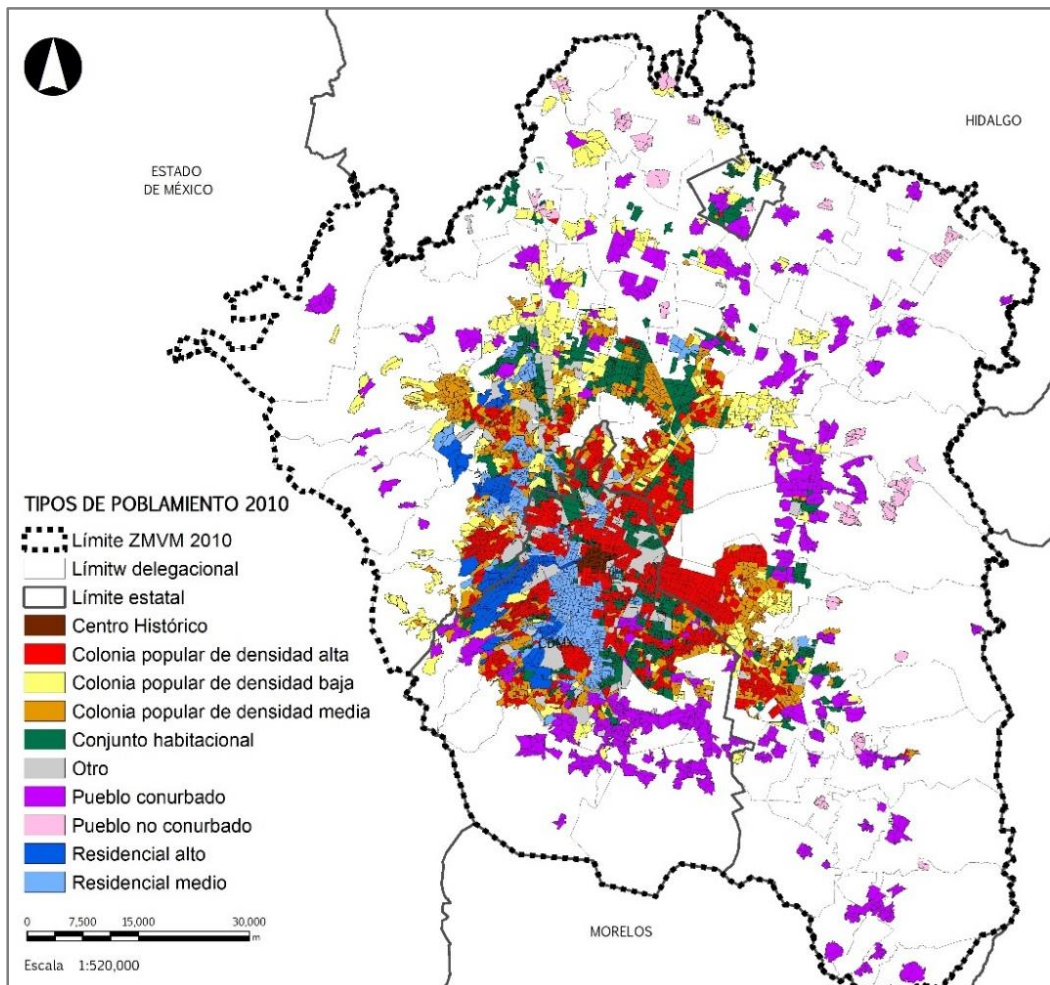 HIDALGO
ESTADO
DE MÉXICO
TIPOS DE POBLAMIENTO 2010
Límite ZMVM 2010
Límitw delegacional
Límite estatal
Centro Histórico
Colonia popular de densidad alta
Colonia popular de densidad baja
Colonia popular de densidad media
Conjunto habitacional
Otro
Pueblo conurbado
Pueblo no conurbado
Residencial alto
Residencial medio
CDMX
0 7,500 15,000 30,000
m
Escala 1:520,000
MORELOS